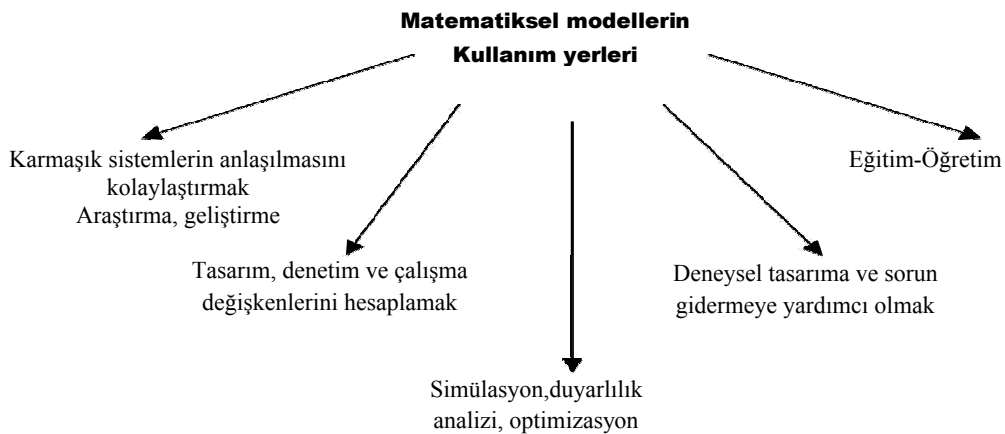 Matematiksel modellerin
Kullanım yerleri
Karmaşık sistemlerin anlaşılmasını
kolaylaştırmak
Araştırma, geliştirme
Eğitim-Öğretim
Tasarım, denetim ve çalışma
değişkenlerini hesaplamak
Deneysel tasarıma ve sorun
gidermeye yardımcı olmak
Simülasyon,duyarlılık
analizi, optimizasyon